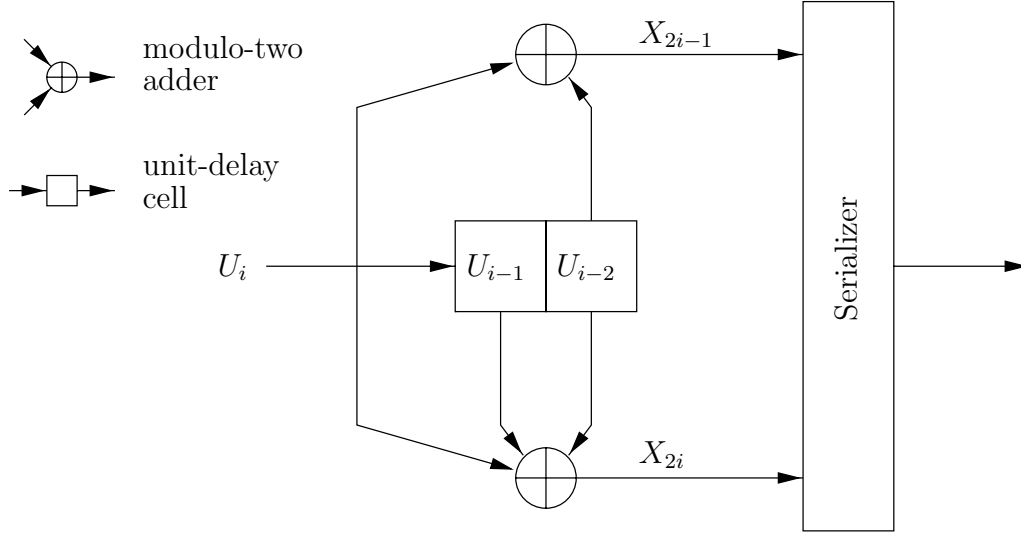 modulo-two
adder
unit-delay
cell
$X_{2i-1}$
$U_i$
$U_{i-1}$
$U_{i-2}$
$X_{2i}$
Serializer